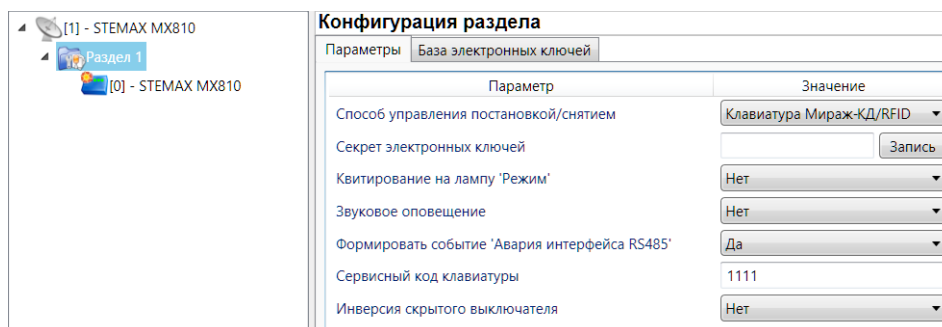 [1] - STEMAX MX810
Раздел 1
[0] - STEMAX MX810
Конфигурация раздела
Параметры База электронных ключей
Параметр Значение
Способ управления постановкой/снятием Клавиатура Мираж-КД/RFID
Секрет электронных ключей Запись
Квитирование на лампу 'Режим' Нет
Звуковое оповещение Нет
Формировать событие 'Авария интерфейса RS485' Да
Сервисный код клавиатуры 1111
Инверсия скрытого выключателя Нет